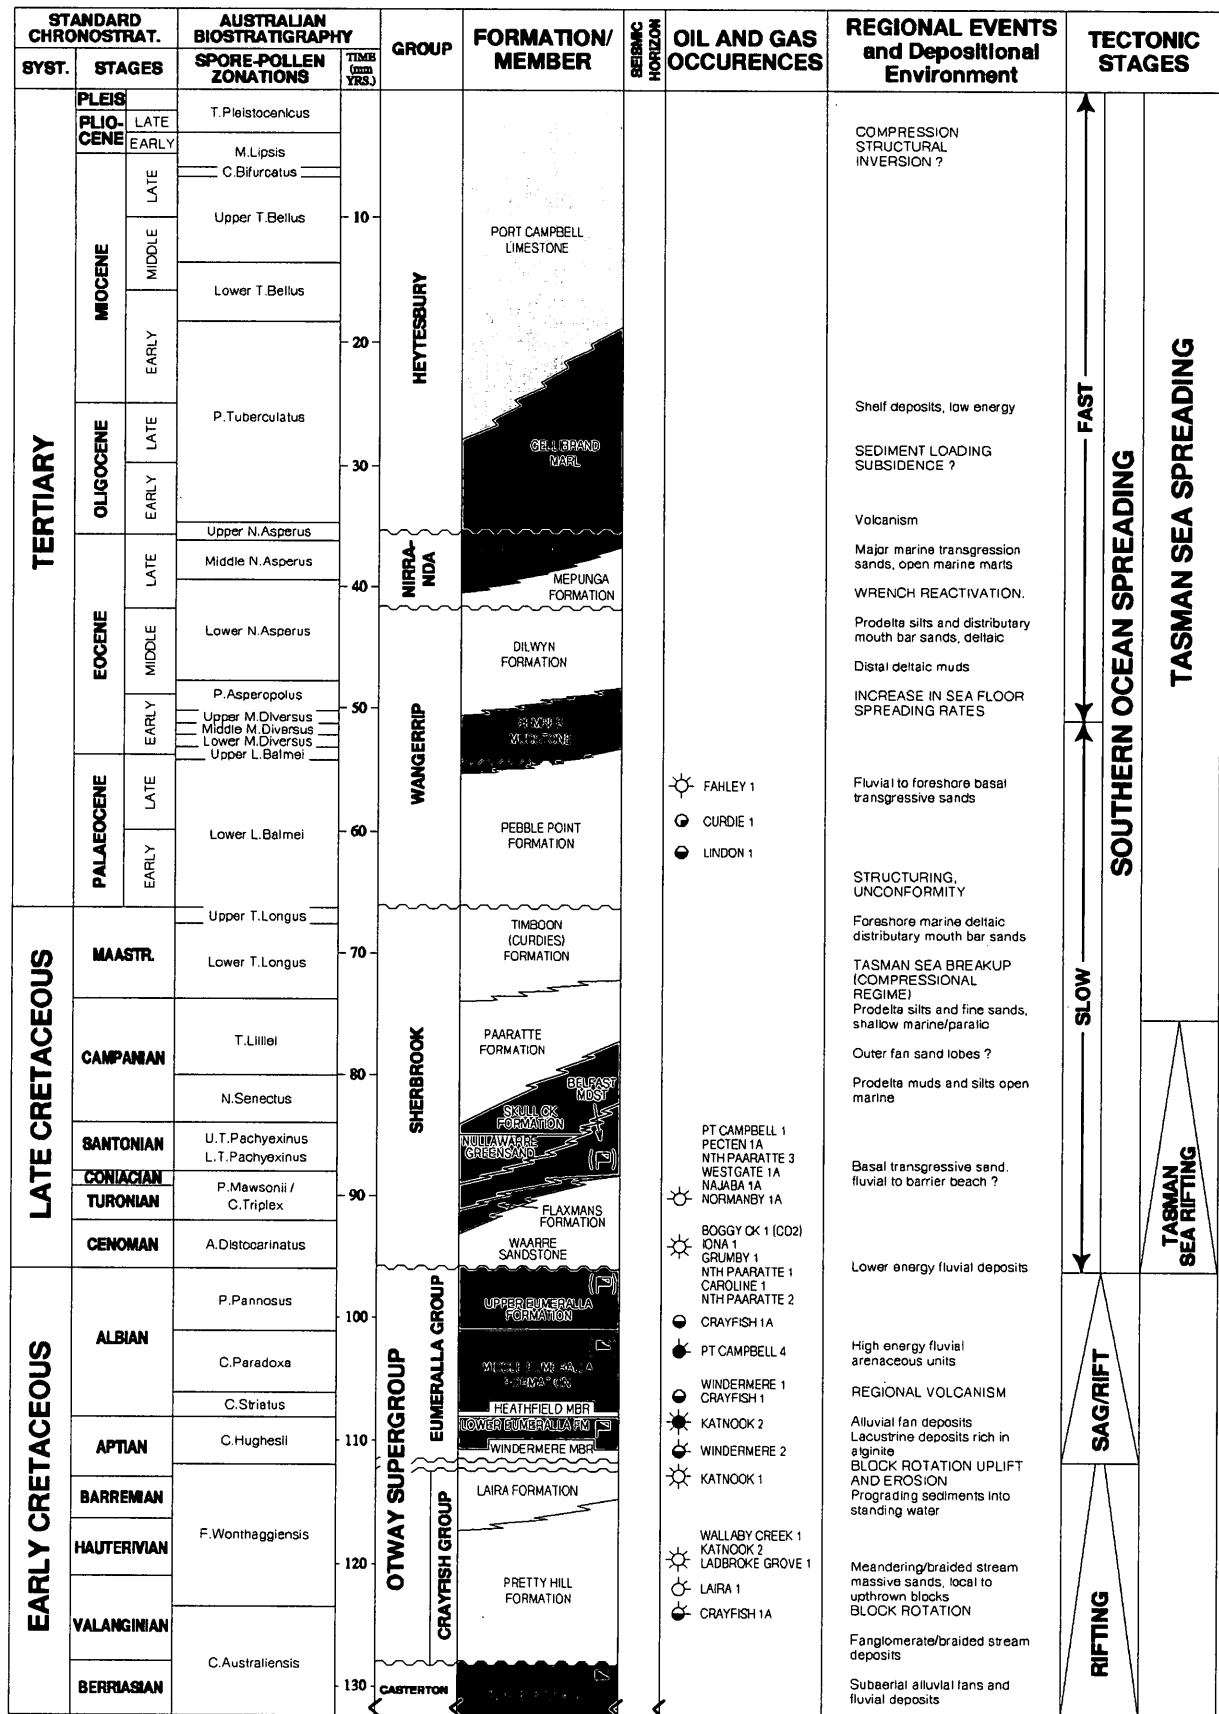 STANDARD
CHRONOSTRAT.
AUSTRALIAN
BIOSTRATIGRAPHY
GROUP
FORMATION/
MEMBER
SEISMIC
HORIZON
OIL AND GAS
OCCURENCES
REGIONAL EVENTS
and Depositional
Environment
TECTONIC
STAGES
SYST.
STAGES
SPORE-POLLEN
ZONATIONS
TIME
(mm
YRS.)
TERTIARY
LATE CRETACEOUS
EARLY CRETACEOUS
PLEIS
PLIO-
CENE
LATE
EARLY
MIOCENE
LATE
MIDDLE
EARLY
OLIGOCENE
LATE
EARLY
EOCENE
LATE
MIDDLE
EARLY
PALAEOCENE
LATE
EARLY
MAASTR.
CAMPANIAN
SANTONIAN
CONIACIAN
TURONIAN
CENOMAN
ALBIAN
APTIAN
BARREMIAN
HAUTERIVIAN
VALANGINIAN
BERRIASIAN
T.Pleistocenicus
M.Lipsis
C.Bifurcatus
Upper T.Bellus
Lower T.Bellus
P.Tuberculatus
Upper N.Asperus
Middle N.Asperus
Lower N.Asperus
P.Asperopolus
Upper M.Diversus
Middle M.Diversus
Lower M.Diversus
Upper L.Balmei
Lower L.Balmei
Upper T.Longus
Lower T.Longus
T.Lilliei
N.Senectus
U.T.Pachyexinus
L.T.Pachyexinus
P.Mawsonii /
C.Triplex
A.Distocarinatus
P.Pannosus
C.Paradoxa
C.Striatus
C.Hughesii
F.Wonthaggiensis
C.Australiensis
10
20
30
40
50
60
70
80
90
100
110
120
130
HEYTESBURY
NIRRA-
NDA
WANGERRIP
SHERBROOK
OTWAY SUPERGROUP
EUMERALLA GROUP
CRAYFISH GROUP
CASTERTON
PORT CAMPBELL
LIMESTONE
GELLIBRAND
MARL
MEPUNGA
FORMATION
DILWYN
FORMATION
PEMBER
MUDSTONE
PEBBLE POINT
FORMATION
TIMBOON
(CURDIES)
FORMATION
PAARATTE
FORMATION
BELFAST
MDST
SKULL CK
FORMATION
NULLAWARRE
GREENSAND
FLAXMANS
FORMATION
WAARRE
SANDSTONE
UPPER EUMERALLA
FORMATION
MIDDLE EUMERALLA
FORMATION
HEATHFIELD MBR
LOWER EUMERALLA FM
WINDERMERE MBR
LAIRA FORMATION
PRETTY HILL
FORMATION
FAHLEY 1
CURDIE 1
LINDON 1
PT CAMPBELL 1
PECTEN 1A
NTH PAARATTE 3
WESTGATE 1A
NAJABA 1A
NORMANBY 1A
BOGGY CK 1 (CO2)
IONA 1
GRUMBY 1
NTH PAARATTE 1
CAROLINE 1
NTH PAARATTE 2
CRAYFISH 1A
PT CAMPBELL 4
WINDERMERE 1
CRAYFISH 1
KATNOOK 2
WINDERMERE 2
KATNOOK 1
WALLABY CREEK 1
KATNOOK 2
LADBROKE GROVE 1
LAIRA 1
CRAYFISH 1A
COMPRESSION
STRUCTURAL
INVERSION ?
Shelf deposits, low energy
SEDIMENT LOADING
SUBSIDENCE ?
Volcanism
Major marine transgression
sands, open marine marls
WRENCH REACTIVATION.
Prodelta silts and distributary
mouth bar sands, deltaic
Distal deltaic muds
INCREASE IN SEA FLOOR
SPREADING RATES
Fluvial to foreshore basal
transgressive sands
STRUCTURING,
UNCONFORMITY
Foreshore marine deltaic
distributary mouth bar sands
TASMAN SEA BREAKUP
(COMPRESSIONAL
REGIME)
Prodelta silts and fine sands,
shallow marine/paralic
Outer fan sand lobes ?
Prodelta muds and silts open
marine
Basal transgressive sand.
fluvial to barrier beach ?
Lower energy fluvial deposits
High energy fluvial
arenaceous units
REGIONAL VOLCANISM
Alluvial fan deposits
Lacustrine deposits rich in
alginite
BLOCK ROTATION UPLIFT
AND EROSION
Prograding sediments into
standing water
Meandering/braided stream
massive sands, local to
upthrown blocks
BLOCK ROTATION
Fanglomerate/braided stream
deposits
Subaerial alluvial fans and
fluvial deposits
FAST
SLOW
SOUTHERN OCEAN SPREADING
TASMAN SEA SPREADING
TASMAN
SEA RIFTING
SAG/RIFT
RIFTING